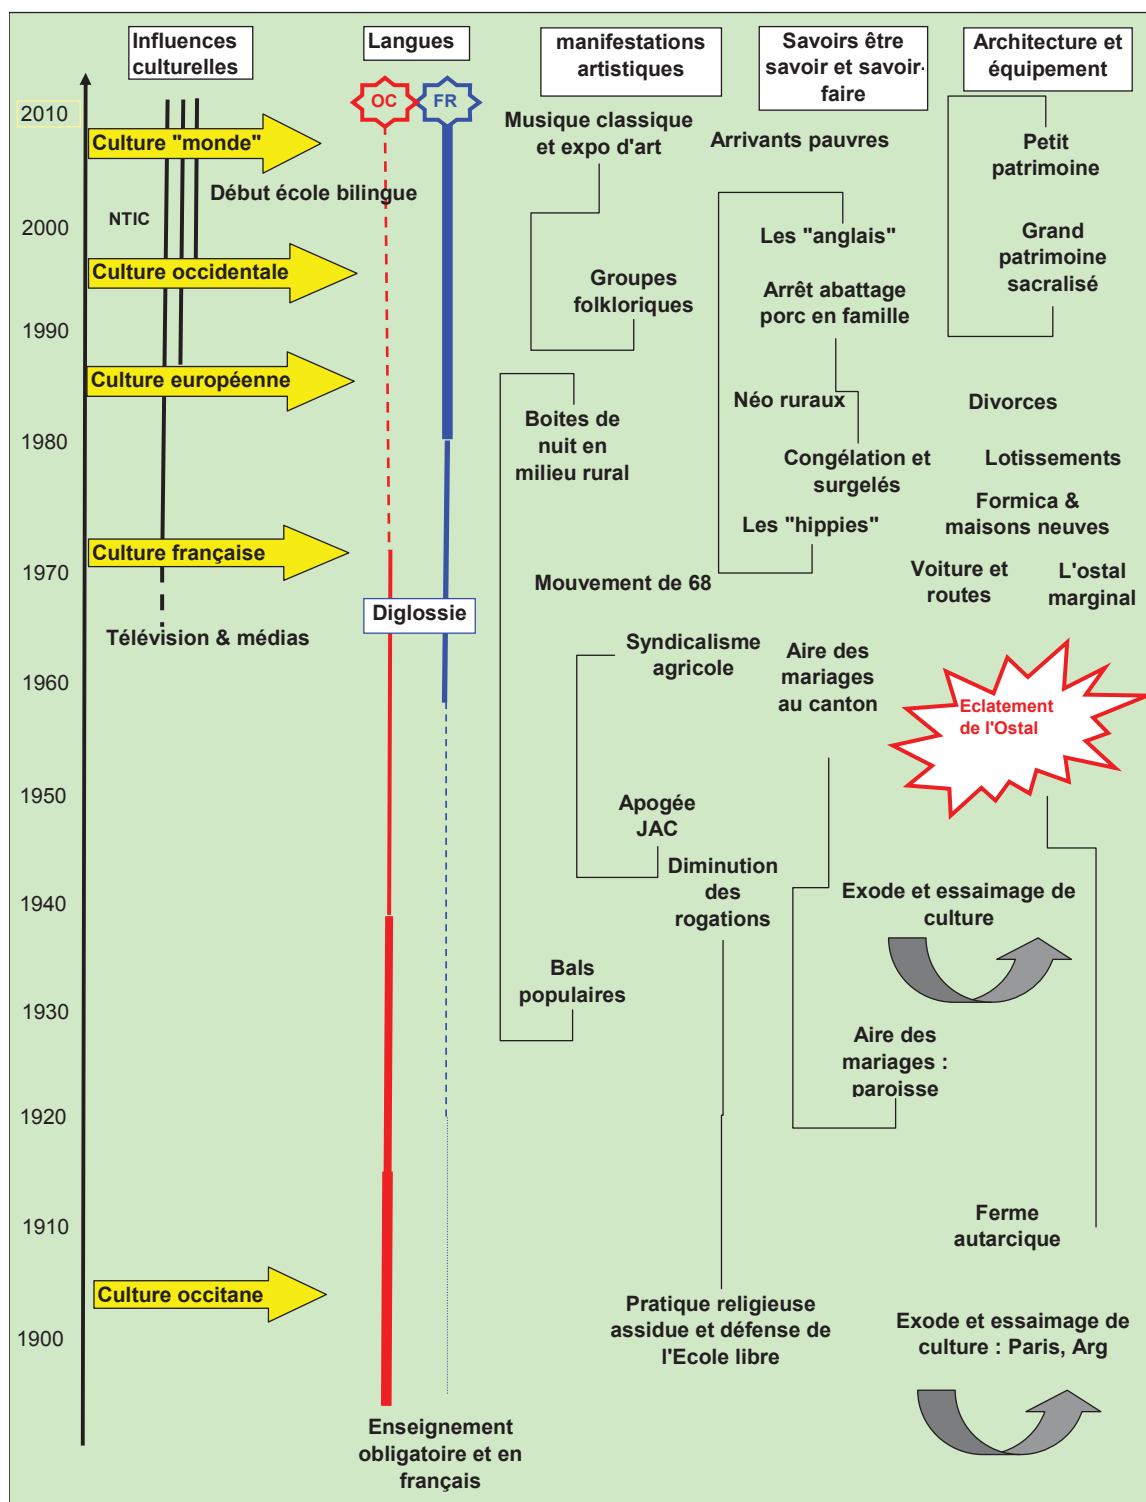 Influences
culturelles
Langues
manifestations
artistiques
Savoirs être
savoir et savoir-
faire
Architecture et
équipement
2010
2000
1990
1980
1970
1960
1950
1940
1930
1920
1910
1900
Culture "monde"
NTIC
Culture occidentale
Culture européenne
Culture française
Télévision & médias
Culture occitane
OC
FR
Début école bilingue
Diglossie
Enseignement
obligatoire et en
français
Musique classique
et expo d'art
Groupes
folkloriques
Boites de
nuit en
milieu rural
Mouvement de 68
Syndicalisme
agricole
Apogée
JAC
Diminution
des
rogations
Bals
populaires
Pratique religieuse
assidue et défense de
l'Ecole libre
Arrivants pauvres
Les "anglais"
Arrêt abattage
porc en famille
Néo ruraux
Congélation et
surgelés
Les "hippies"
Aire des
mariages
au canton
Exode et essaimage de
culture
Aire des
mariages :
paroisse
Petit
patrimoine
Grand
patrimoine
sacralisé
Divorces
Lotissements
Formica &
maisons neuves
Voiture et
routes
L'ostal
marginal
Eclatement
de l'Ostal
Ferme
autarcique
Exode et essaimage de
culture : Paris, Arg